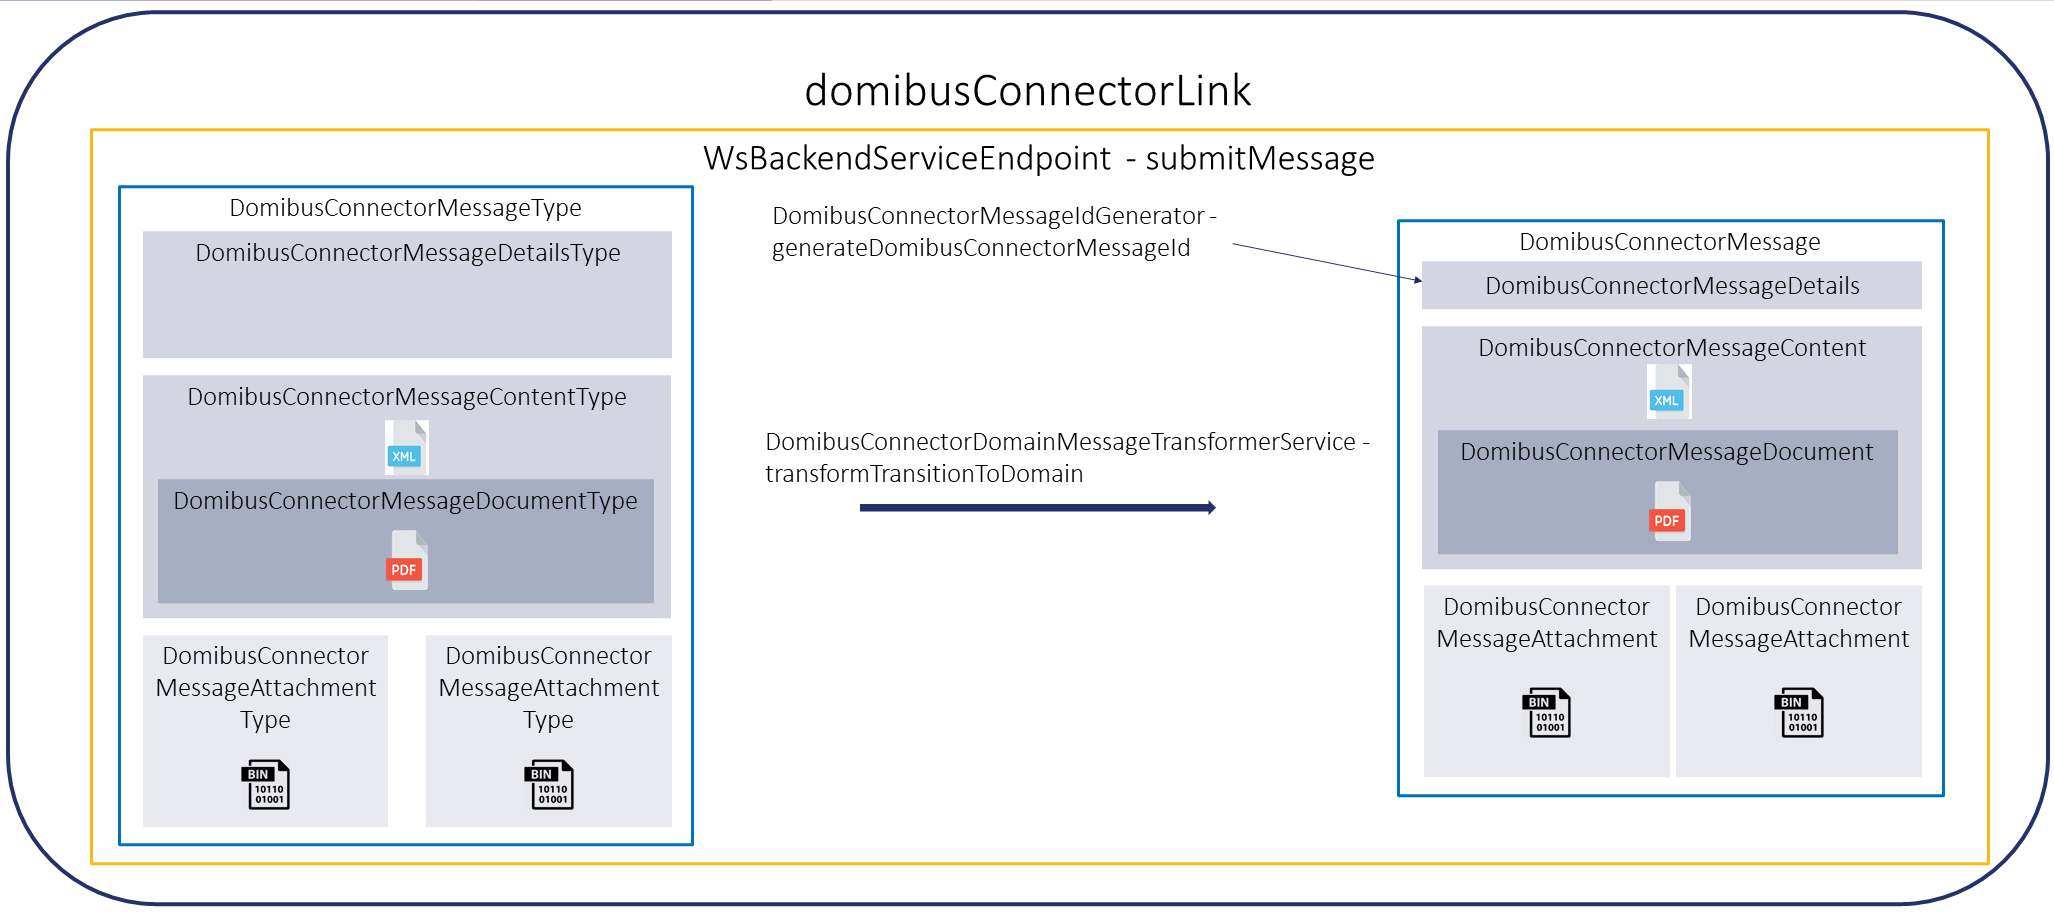 domibusConnectorLink
WsBackendServiceEndpoint - submitMessage
DomibusConnectorMessageType
DomibusConnectorMessageDetailsType
DomibusConnectorMessageContentType
XML
DomibusConnectorMessageDocumentType
PDF
DomibusConnector
MessageAttachment
Type
BIN
10110
01001
DomibusConnector
MessageAttachment
Type
BIN
10110
01001
DomibusConnectorMessageIdGenerator -
generateDomibusConnectorMessageId
DomibusConnectorDomainMessageTransformerService -
transformTransitionToDomain
DomibusConnectorMessage
DomibusConnectorMessageDetails
DomibusConnectorMessageContent
XML
DomibusConnectorMessageDocument
PDF
DomibusConnector
MessageAttachment
BIN
10110
01001
DomibusConnector
MessageAttachment
BIN
10110
01001